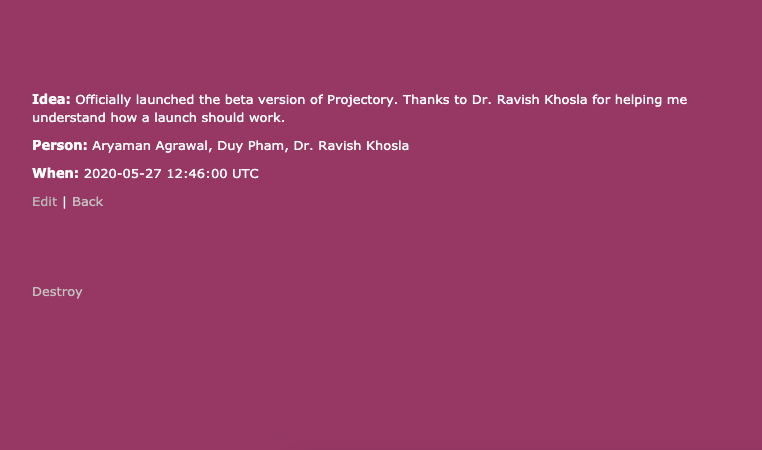 Idea: Officially launched the beta version of Projectory. Thanks to Dr. Ravish Khosla for helping me
understand how a launch should work.
Person: Aryaman Agrawal, Duy Pham, Dr. Ravish Khosla
When: 2020-05-27 12:46:00 UTC
Edit | Back
Destroy